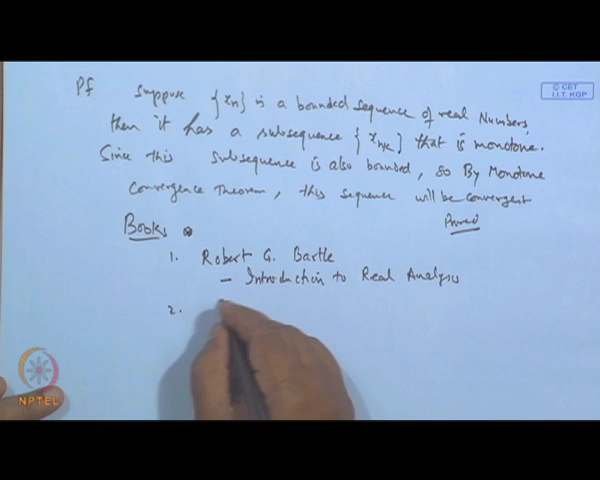 © CET
I.I.T. KGP
Pf Suppose {xn} is a bounded sequence of real Numbers,
then it has a subsequence {xnk} that is monotone.
Since this subsequence is also bounded, so By Monotone
Convergence Theorem, this sequence will be convergent
Proved
Books
1. Robert G. Bartle
– Introduction to Real Analysis
2.
NPTEL